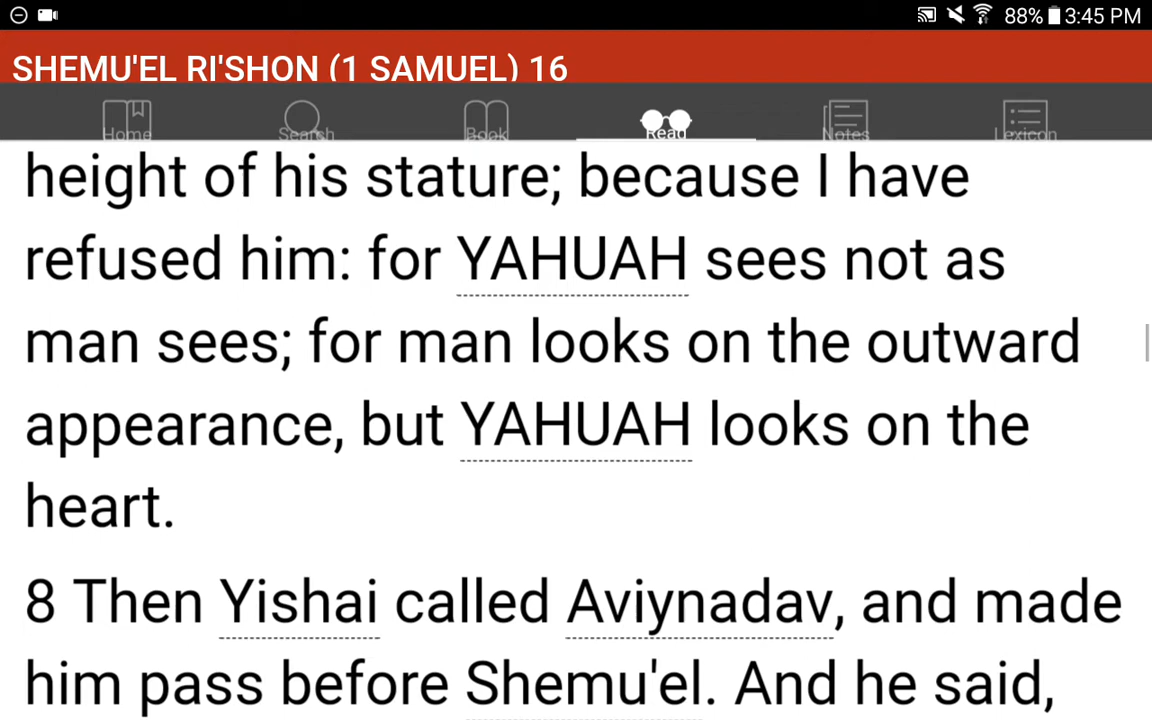 88% 3:45 PM
SHEMU'EL RI'SHON (1 SAMUEL) 16
Home Search Book Read Notes Lexicon
height of his stature; because I have
refused him: for YAHUAH sees not as
man sees; for man looks on the outward
appearance, but YAHUAH looks on the
heart.
8 Then Yishai called Aviynadav, and made
him pass before Shemu'el. And he said,